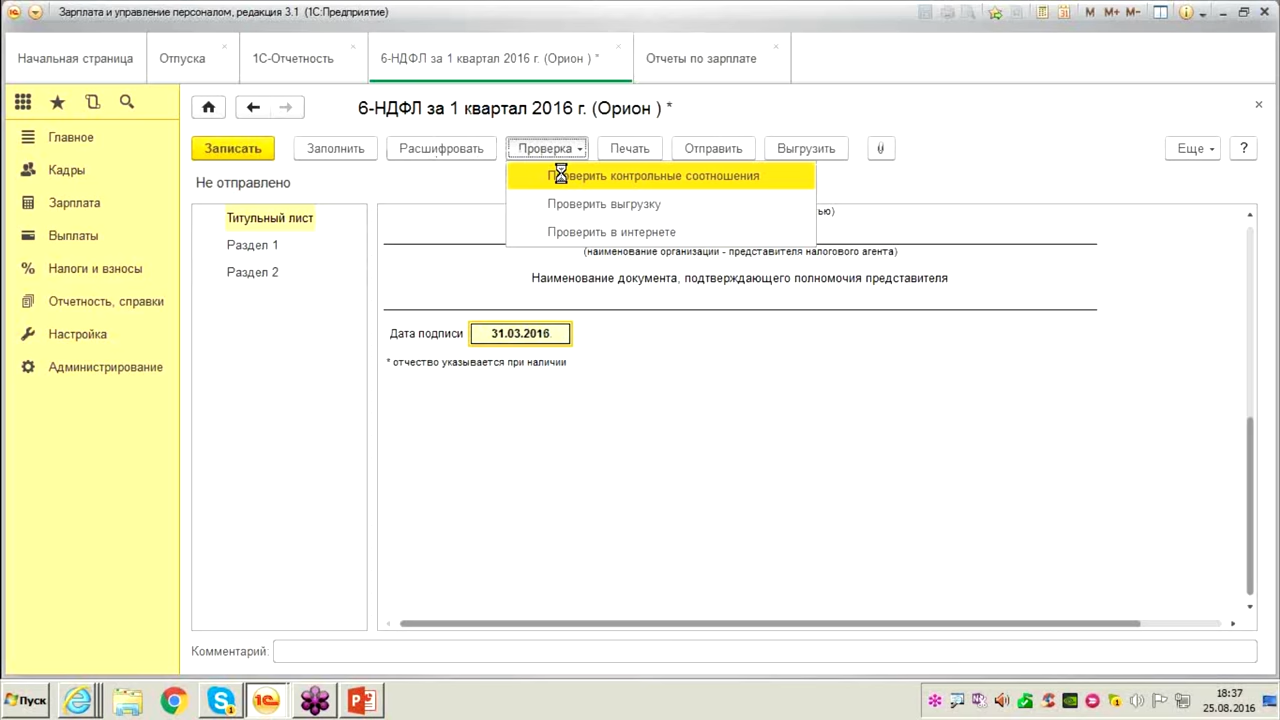 Зарплата и управление персоналом, редакция 3.1 (1С:Предприятие)
M M+ M-
Начальная страница
Отпуска
1С-Отчетность
6-НДФЛ за 1 квартал 2016 г. (Орион ) *
Отчеты по зарплате
6-НДФЛ за 1 квартал 2016 г. (Орион ) *
Главное
Кадры
Зарплата
Выплаты
Налоги и взносы
Отчетность, справки
Настройка
Администрирование
Записать
Заполнить
Расшифровать
Проверка
Печать
Отправить
Выгрузить
Еще
?
Проверить контрольные соотношения
Проверить выгрузку
Проверить в интернете
Не отправлено
Титульный лист
Раздел 1
Раздел 2
(наименование организации - представителя налогового агента)
Наименование документа, подтверждающего полномочия представителя
Дата подписи 31.03.2016
* отчество указывается при наличии
Комментарий:
Пуск
18:37
25.08.2016